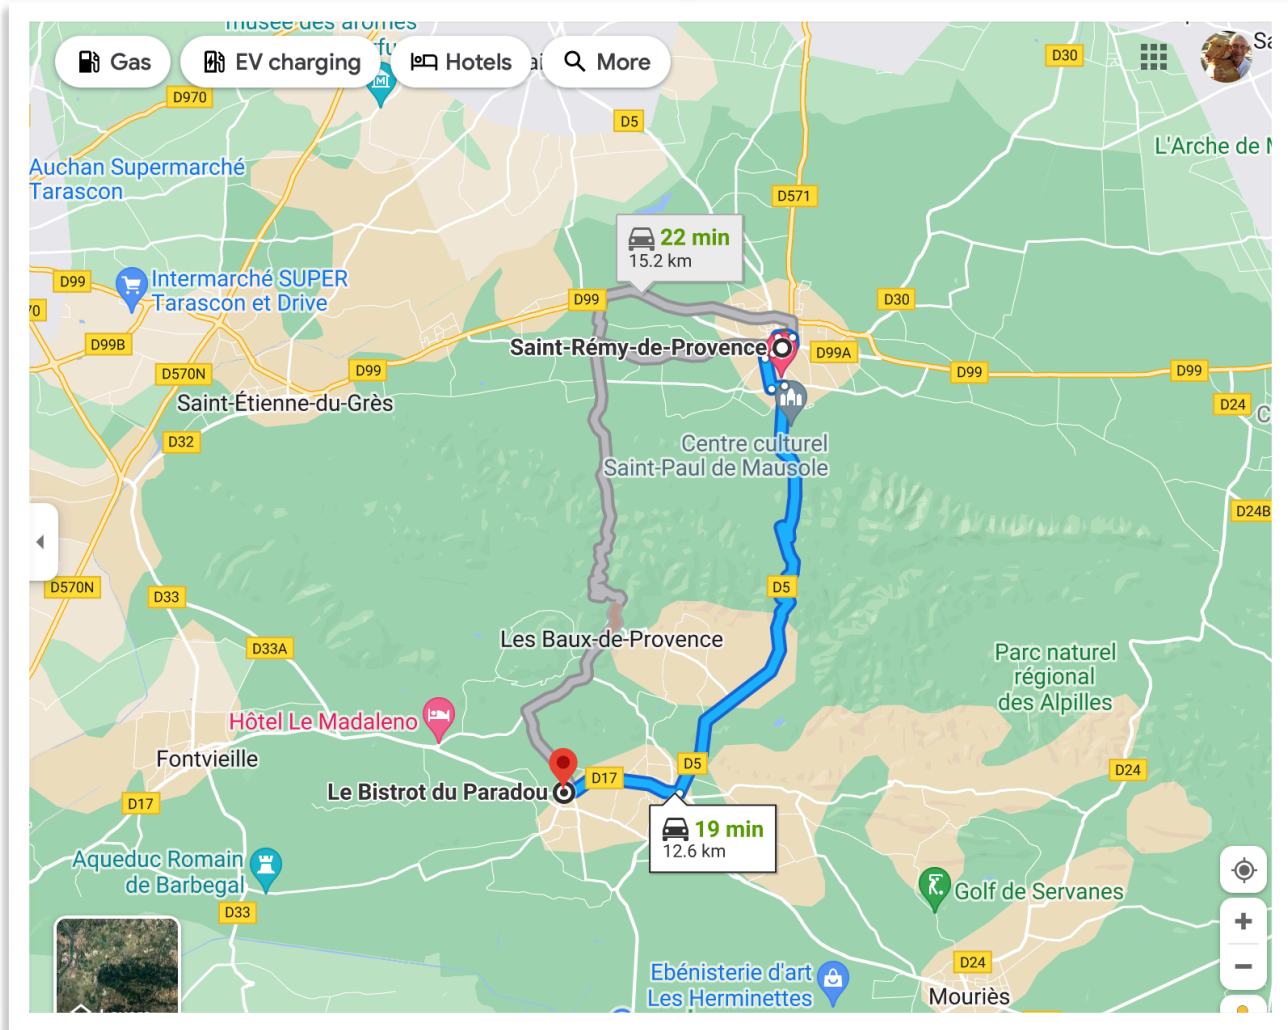 musée des arômes
Gas
EV charging
Hotels
More
D30
D970
D5
L'Arche de
Auchan Supermarché
Tarascon
D571
22 min
15.2 km
D99
Intermarché SUPER
Tarascon et Drive
D99
D30
70
D99B
Saint-Rémy-de-Provence
D99A
D570N
D99
D99
D99
Saint-Étienne-du-Grès
D24
D32
Centre culturel
Saint-Paul de Mausole
D24B
D570N
D33
D5
D33A
Les Baux-de-Provence
Parc naturel
régional
des Alpilles
Hôtel Le Madaleno
Fontvieille
D5
D24
D17
Le Bistrot du Paradou
D17
19 min
12.6 km
Aqueduc Romain
de Barbegal
Golf de Servanes
D33
D24
Ebénisterie d'art
Les Herminettes
Mouriès